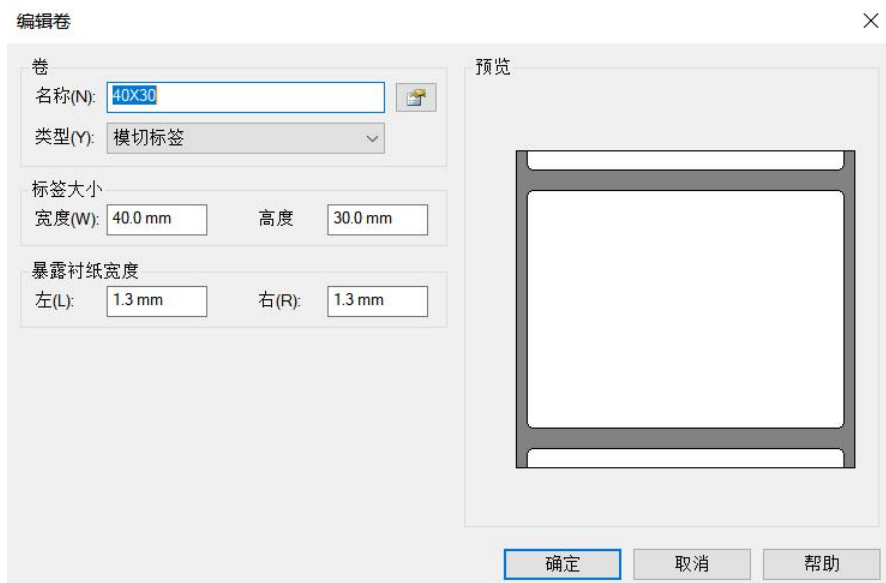 编辑卷
卷
名称(N): 40X30
类型(Y): 模切标签
标签大小
宽度(W): 40.0 mm 高度 30.0 mm
暴露衬纸宽度
左(L): 1.3 mm 右(R): 1.3 mm
预览
确定 取消 帮助